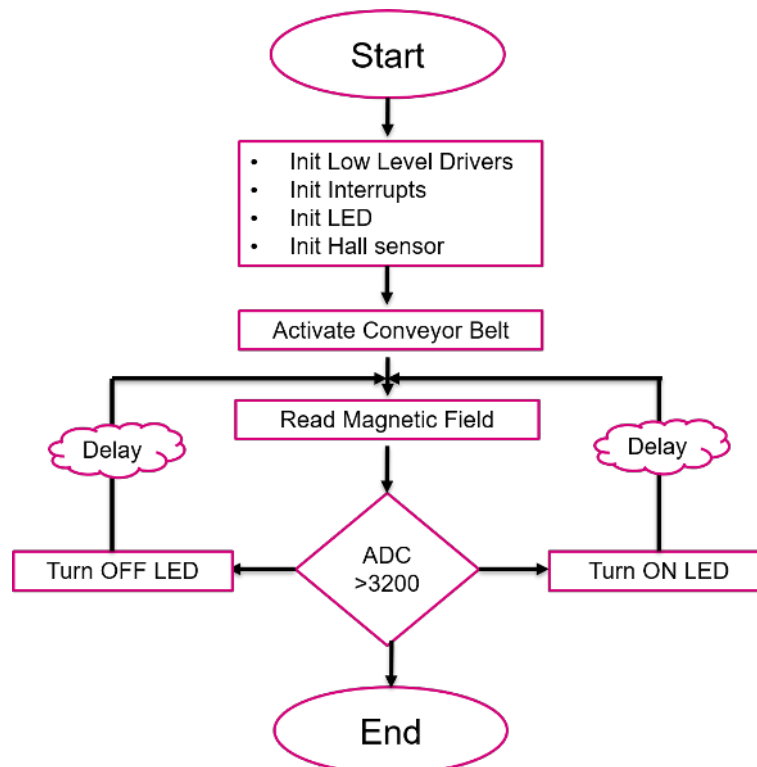 Start
• Init Low Level Drivers
• Init Interrupts
• Init LED
• Init Hall sensor
Activate Conveyor Belt
Read Magnetic Field
Delay
Delay
ADC
>3200
Turn OFF LED
Turn ON LED
End